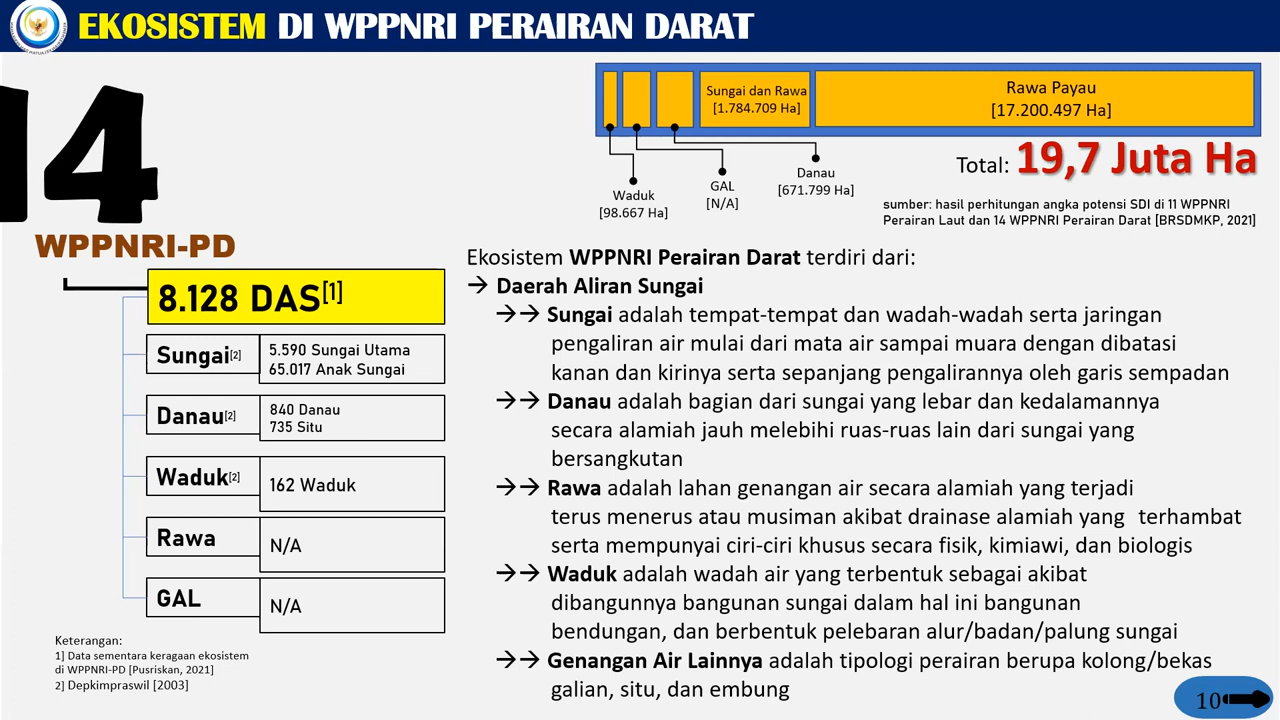 EKOSISTEM DI WPPNRI PERAIRAN DARAT
14
WPPNRI-PD
8.128 DAS[1]
Sungai[2]
5.590 Sungai Utama
65.017 Anak Sungai
Danau[2]
840 Danau
735 Situ
Waduk[2]
162 Waduk
Rawa
N/A
GAL
N/A
Keterangan:
1] Data sementara keragaan ekosistem
di WPPNRI-PD [Pusriskan, 2021]
2] Depkimpraswil [2003]
Sungai dan Rawa
[1.784.709 Ha]
Rawa Payau
[17.200.497 Ha]
Waduk
[98.667 Ha]
GAL
[N/A]
Danau
[671.799 Ha]
Total: 19,7 Juta Ha
sumber: hasil perhitungan angka potensi SDI di 11 WPPNRI
Perairan Laut dan 14 WPPNRI Perairan Darat [BRSDMKP, 2021]
Ekosistem WPPNRI Perairan Darat terdiri dari:
→ Daerah Aliran Sungai
→→ Sungai adalah tempat-tempat dan wadah-wadah serta jaringan
pengaliran air mulai dari mata air sampai muara dengan dibatasi
kanan dan kirinya serta sepanjang pengalirannya oleh garis sempadan
→→ Danau adalah bagian dari sungai yang lebar dan kedalamannya
secara alamiah jauh melebihi ruas-ruas lain dari sungai yang
bersangkutan
→→ Rawa adalah lahan genangan air secara alamiah yang terjadi
terus menerus atau musiman akibat drainase alamiah yang terhambat
serta mempunyai ciri-ciri khusus secara fisik, kimiawi, dan biologis
→→ Waduk adalah wadah air yang terbentuk sebagai akibat
dibangunnya bangunan sungai dalam hal ini bangunan
bendungan, dan berbentuk pelebaran alur/badan/palung sungai
→→ Genangan Air Lainnya adalah tipologi perairan berupa kolong/bekas
galian, situ, dan embung
10